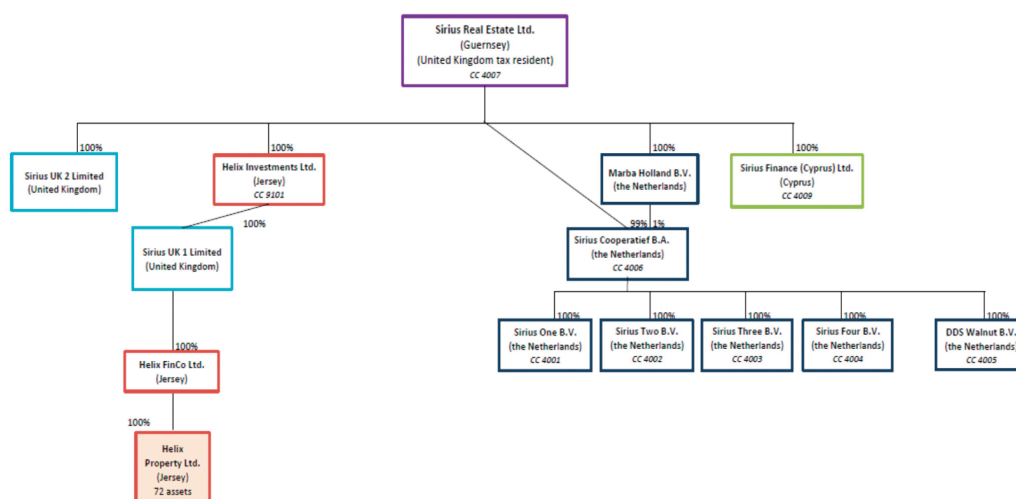 Sirius Real Estate Ltd.
(Guernsey)
(United Kingdom tax resident)
CC 4007
100%
100%
100%
100%
Sirius UK 2 Limited
(United Kingdom)
Helix Investments Ltd.
(Jersey)
CC 9101
Marba Holland B.V.
(the Netherlands)
Sirius Finance (Cyprus) Ltd.
(Cyprus)
CC 4009
100%
99%
1%
Sirius UK 1 Limited
(United Kingdom)
Sirius Cooperatief B.A.
(the Netherlands)
CC 4006
100%
100%
100%
100%
100%
Sirius One B.V.
(the Netherlands)
CC 4001
Sirius Two B.V.
(the Netherlands)
CC 4002
Sirius Three B.V.
(the Netherlands)
CC 4003
Sirius Four B.V.
(the Netherlands)
CC 4004
DDS Walnut B.V.
(the Netherlands)
CC 4005
100%
Helix FinCo Ltd.
(Jersey)
100%
Helix
Property Ltd.
(Jersey)
72 assets